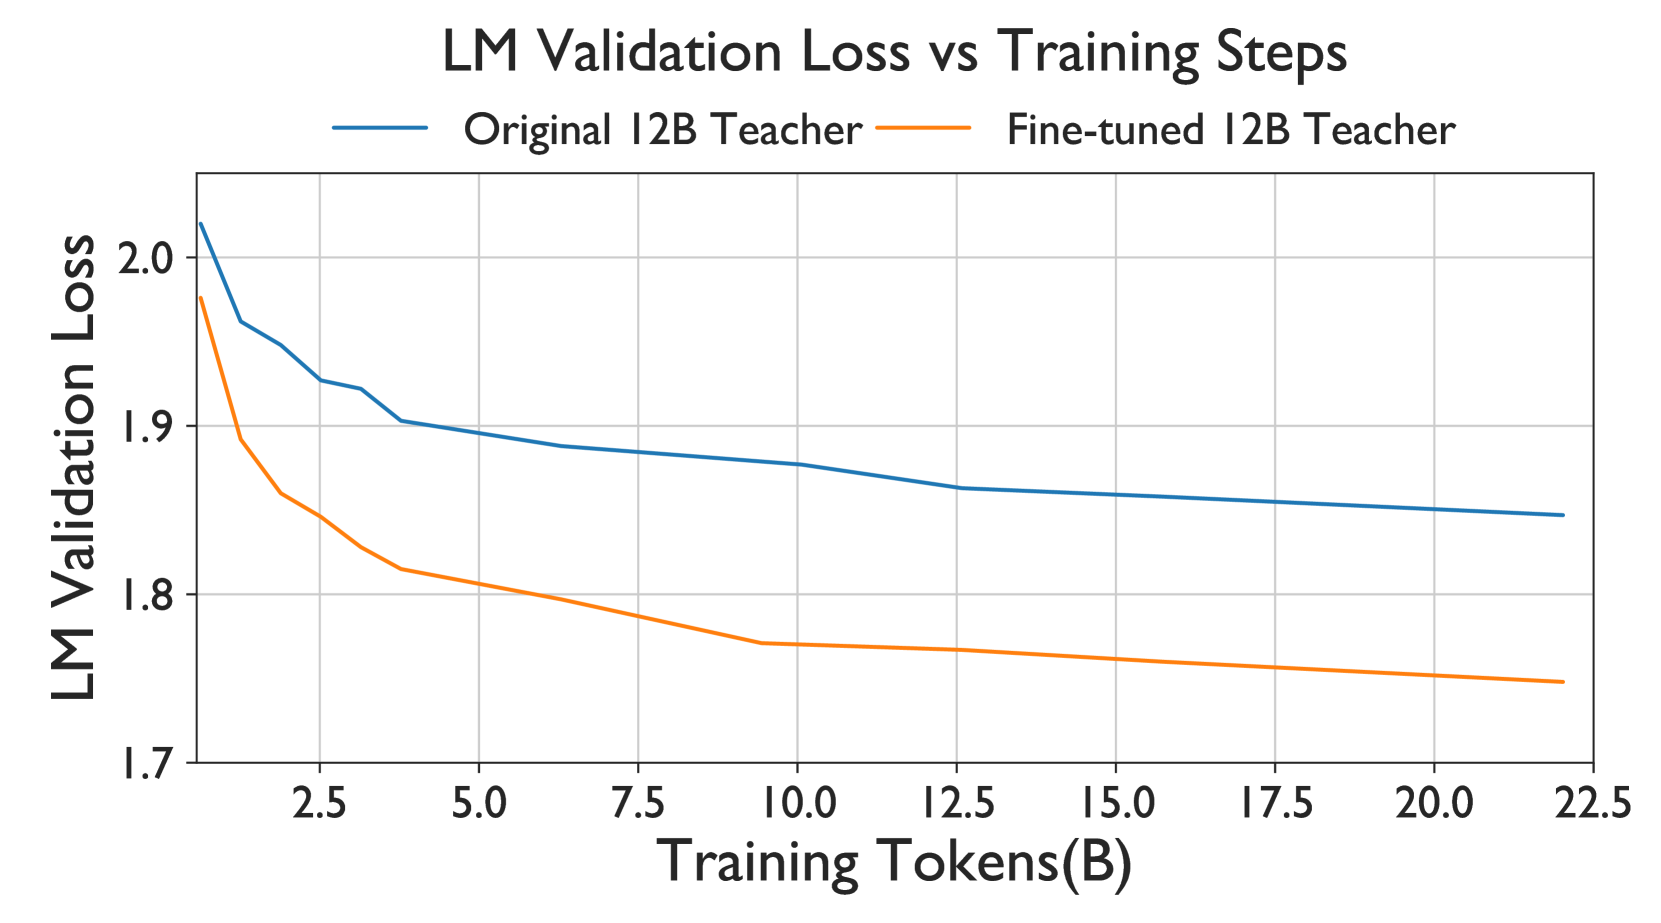 LM Validation Loss vs Training Steps
Original 12B Teacher Fine-tuned 12B Teacher
LM Validation Loss
2.0
1.9
1.8
1.7
2.5 5.0 7.5 10.0 12.5 15.0 17.5 20.0 22.5
Training Tokens(B)